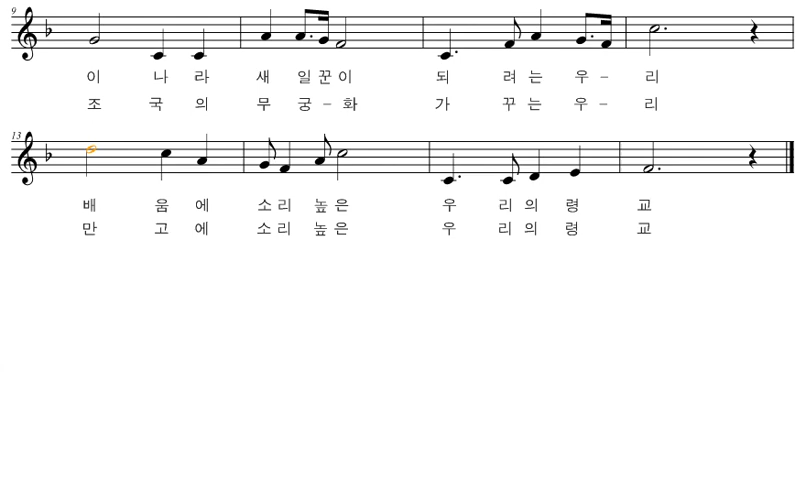 9
이 나 라 새 일 꾼 이 되 려 는 우 – 리
조 국 의 무 궁 – 화 가 꾸 는 우 – 리
13
배 움 에 소 리 높 은 우 리 의 령 교
만 고 에 소 리 높 은 우 리 의 령 교